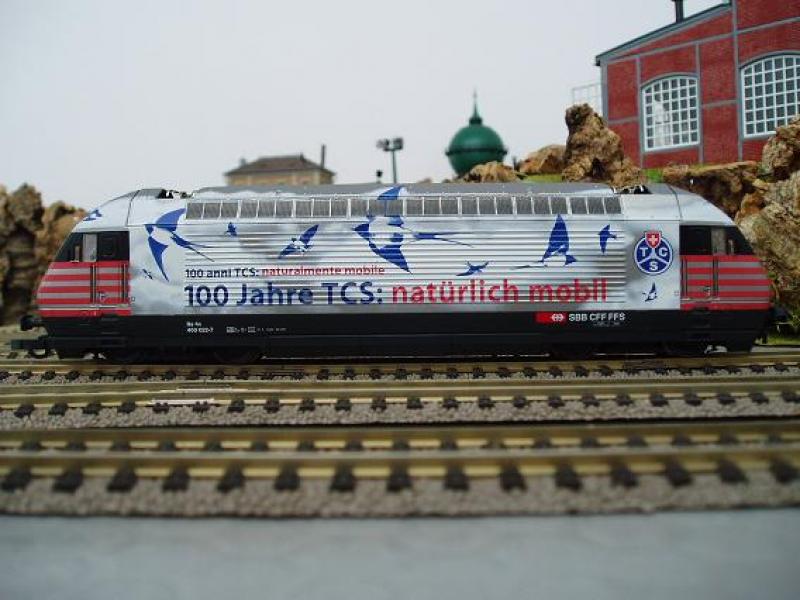 100 anni TCS: naturalmente mobile
100 Jahre TCS: natürlich mobil
TCS
SBB CFF FFS